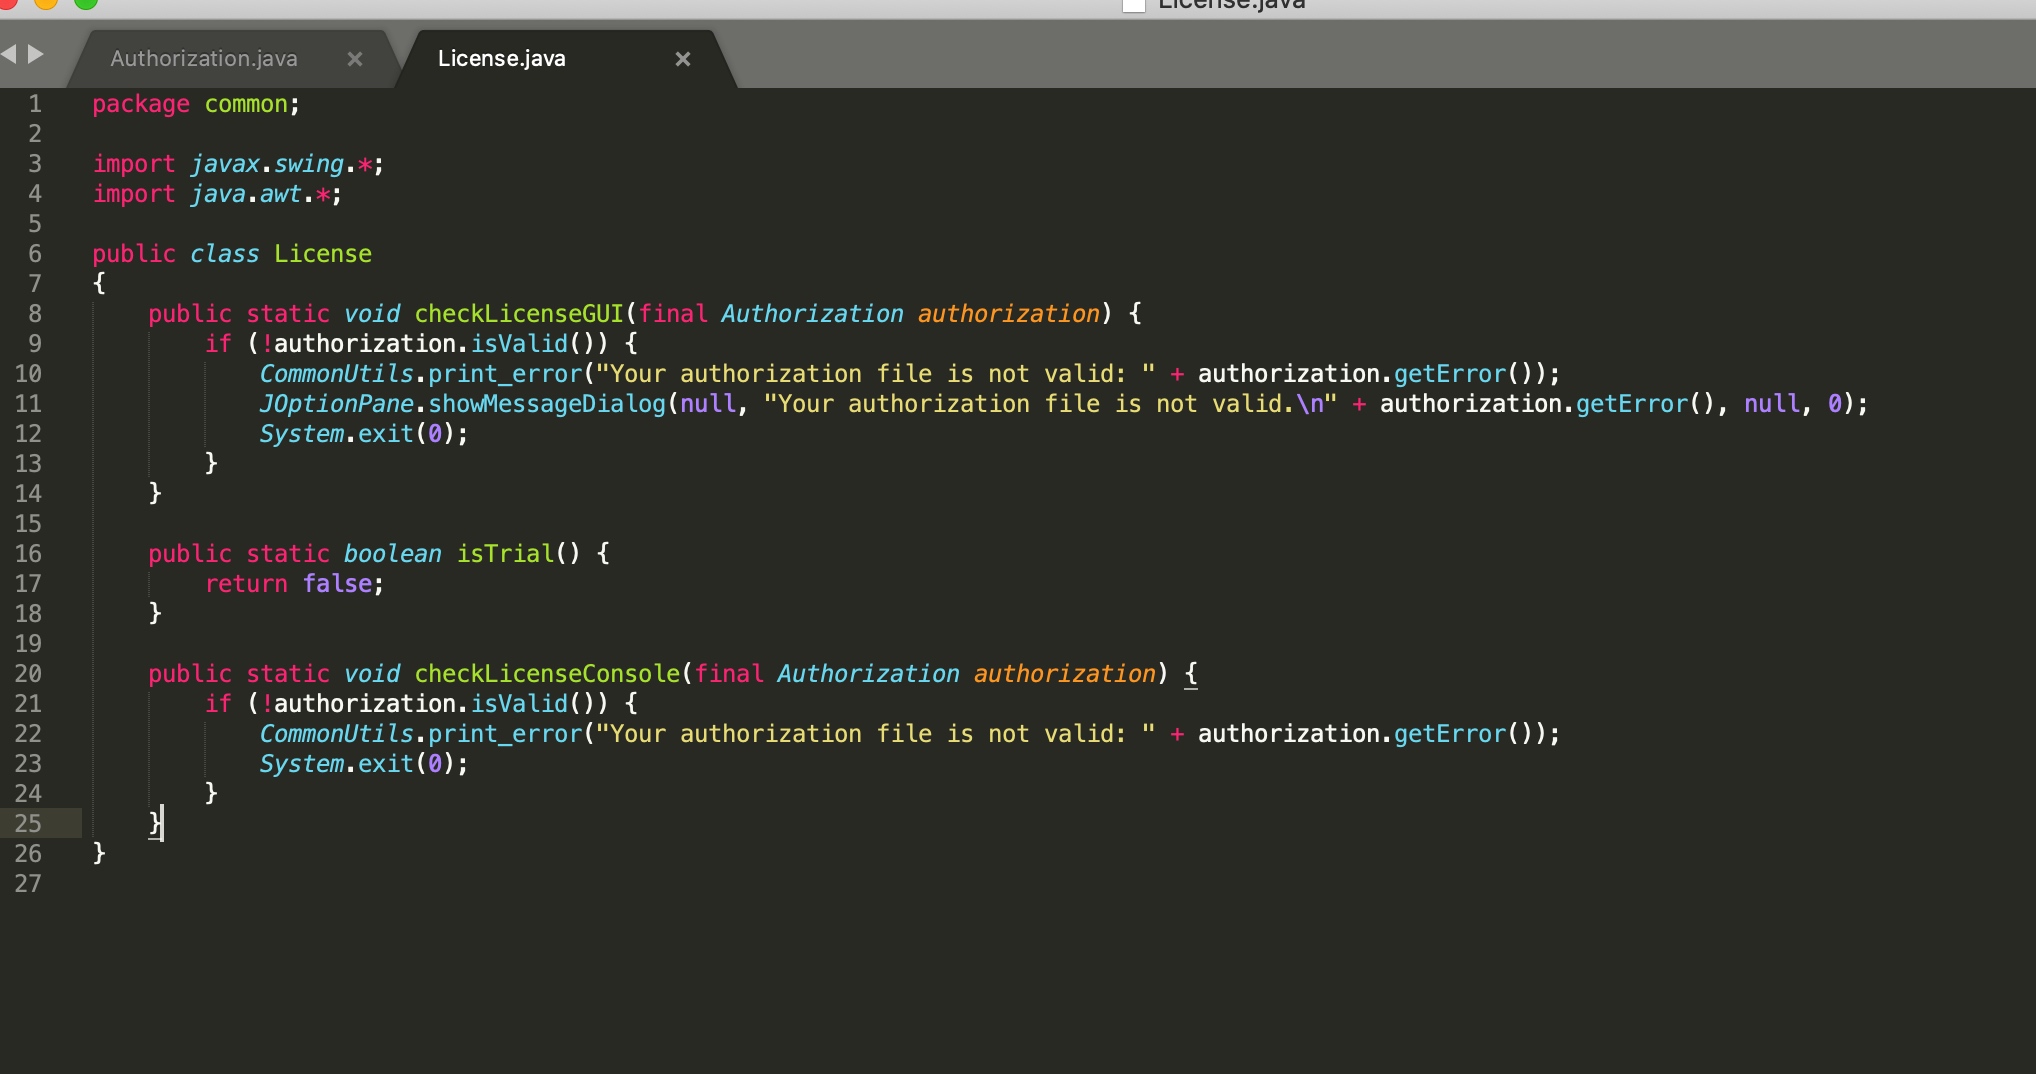 License.java
Authorization.java × License.java ×
1 package common;
2
3 import javax.swing.*;
4 import java.awt.*;
5
6 public class License
7 {
8 public static void checkLicenseGUI(final Authorization authorization) {
9 if (!authorization.isValid()) {
10 CommonUtils.print_error("Your authorization file is not valid: " + authorization.getError());
11 JOptionPane.showMessageDialog(null, "Your authorization file is not valid.\n" + authorization.getError(), null, 0);
12 System.exit(0);
13 }
14 }
15
16 public static boolean isTrial() {
17 return false;
18 }
19
20 public static void checkLicenseConsole(final Authorization authorization) {
21 if (!authorization.isValid()) {
22 CommonUtils.print_error("Your authorization file is not valid: " + authorization.getError());
23 System.exit(0);
24 }
25 }
26 }
27